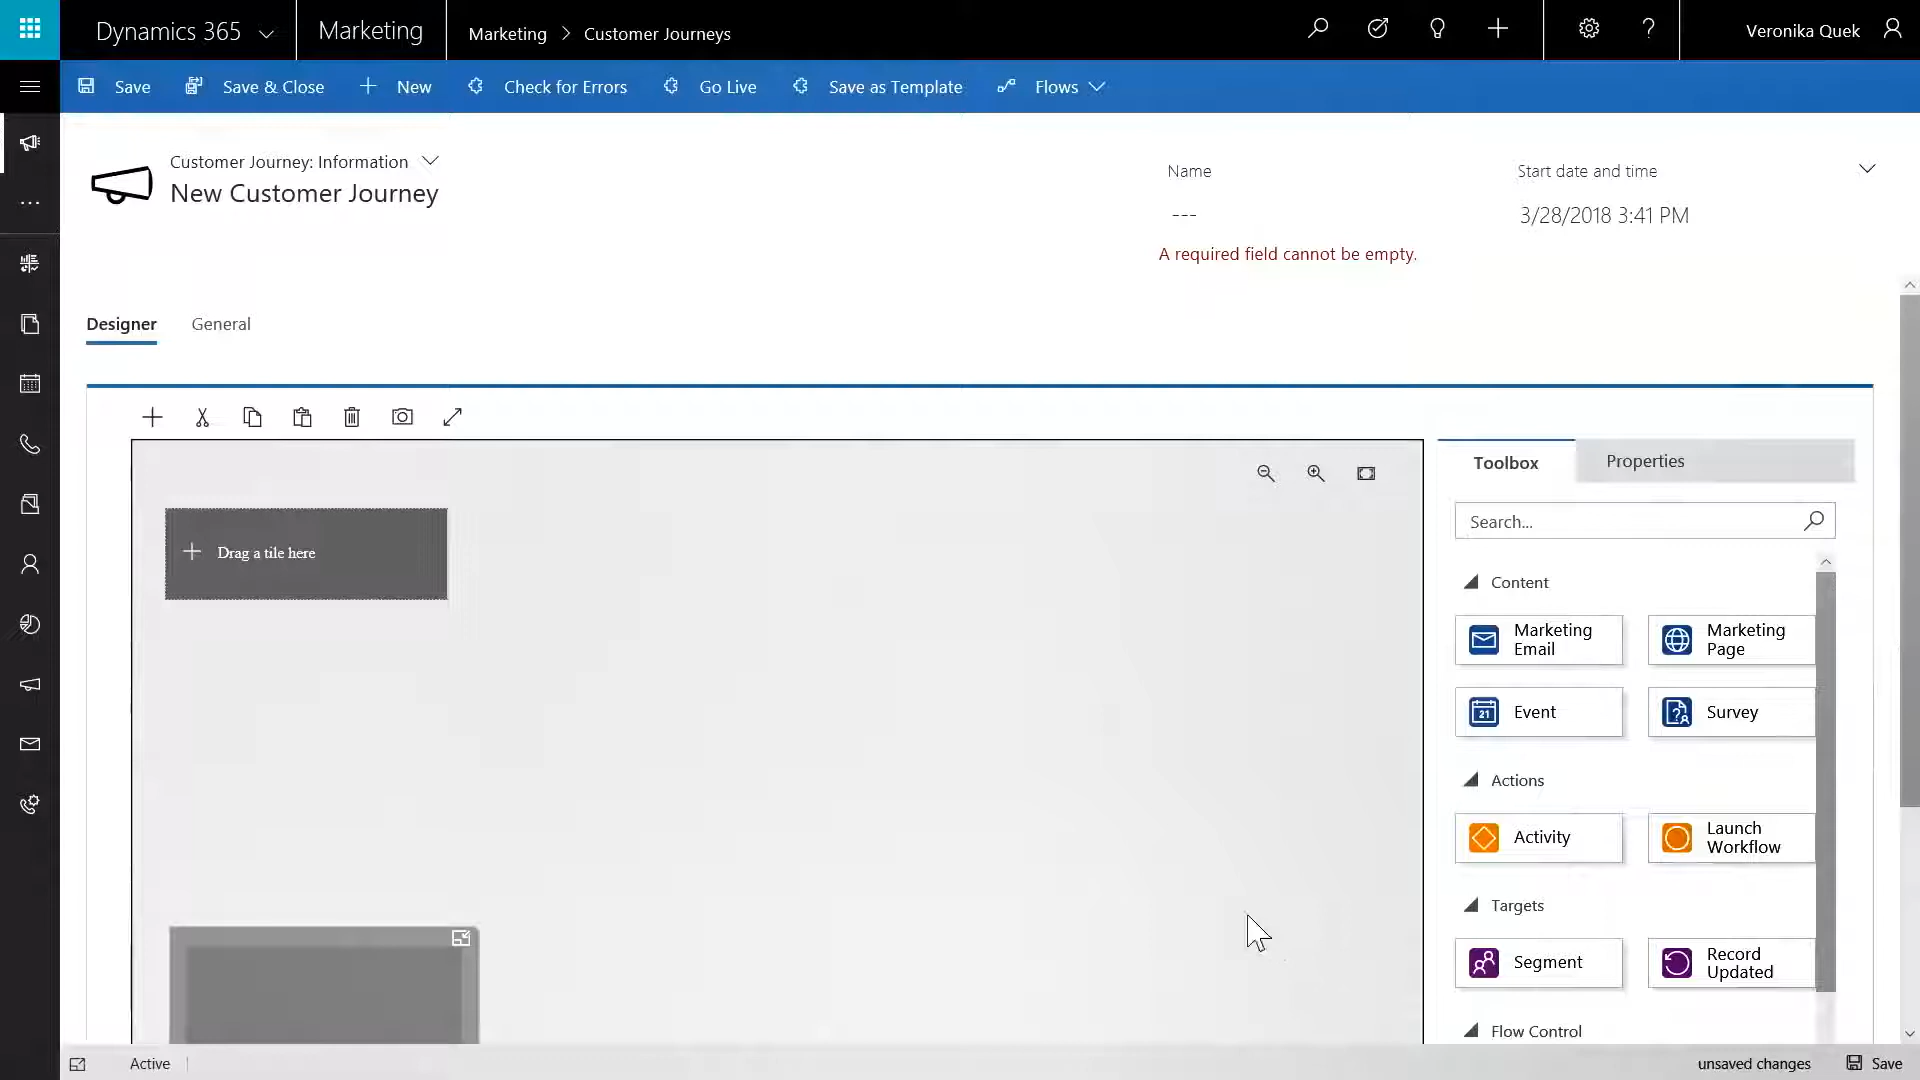 Dynamics 365
Marketing
Marketing > Customer Journeys
Veronika Quek
Save
Save & Close
New
Check for Errors
Go Live
Save as Template
Flows
Customer Journey: Information
New Customer Journey
Name
---
A required field cannot be empty.
Start date and time
3/28/2018 3:41 PM
Designer
General
Drag a tile here
Toolbox
Properties
Search...
Content
Marketing
Email
Marketing
Page
Event
Survey
Actions
Activity
Launch
Workflow
Targets
Segment
Record
Updated
Flow Control
Active
unsaved changes
Save